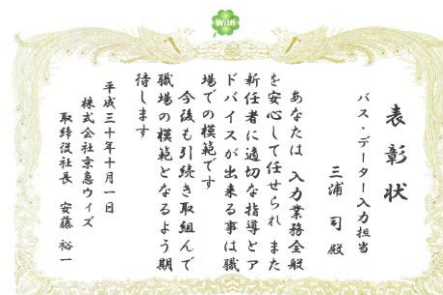 With
表彰状
バス・データー入力担当
三浦 司 殿
あなたは 入力業務全般
を安心して任せられ また
新任者に適切な指導とア
ドバイスが出来る事は職
場での模範です
今後も引続き取組んで
職場の模範となるよう期
待します
平成三十年十月一日
株式会社京急ウィズ
取締役社長 安藤 裕一